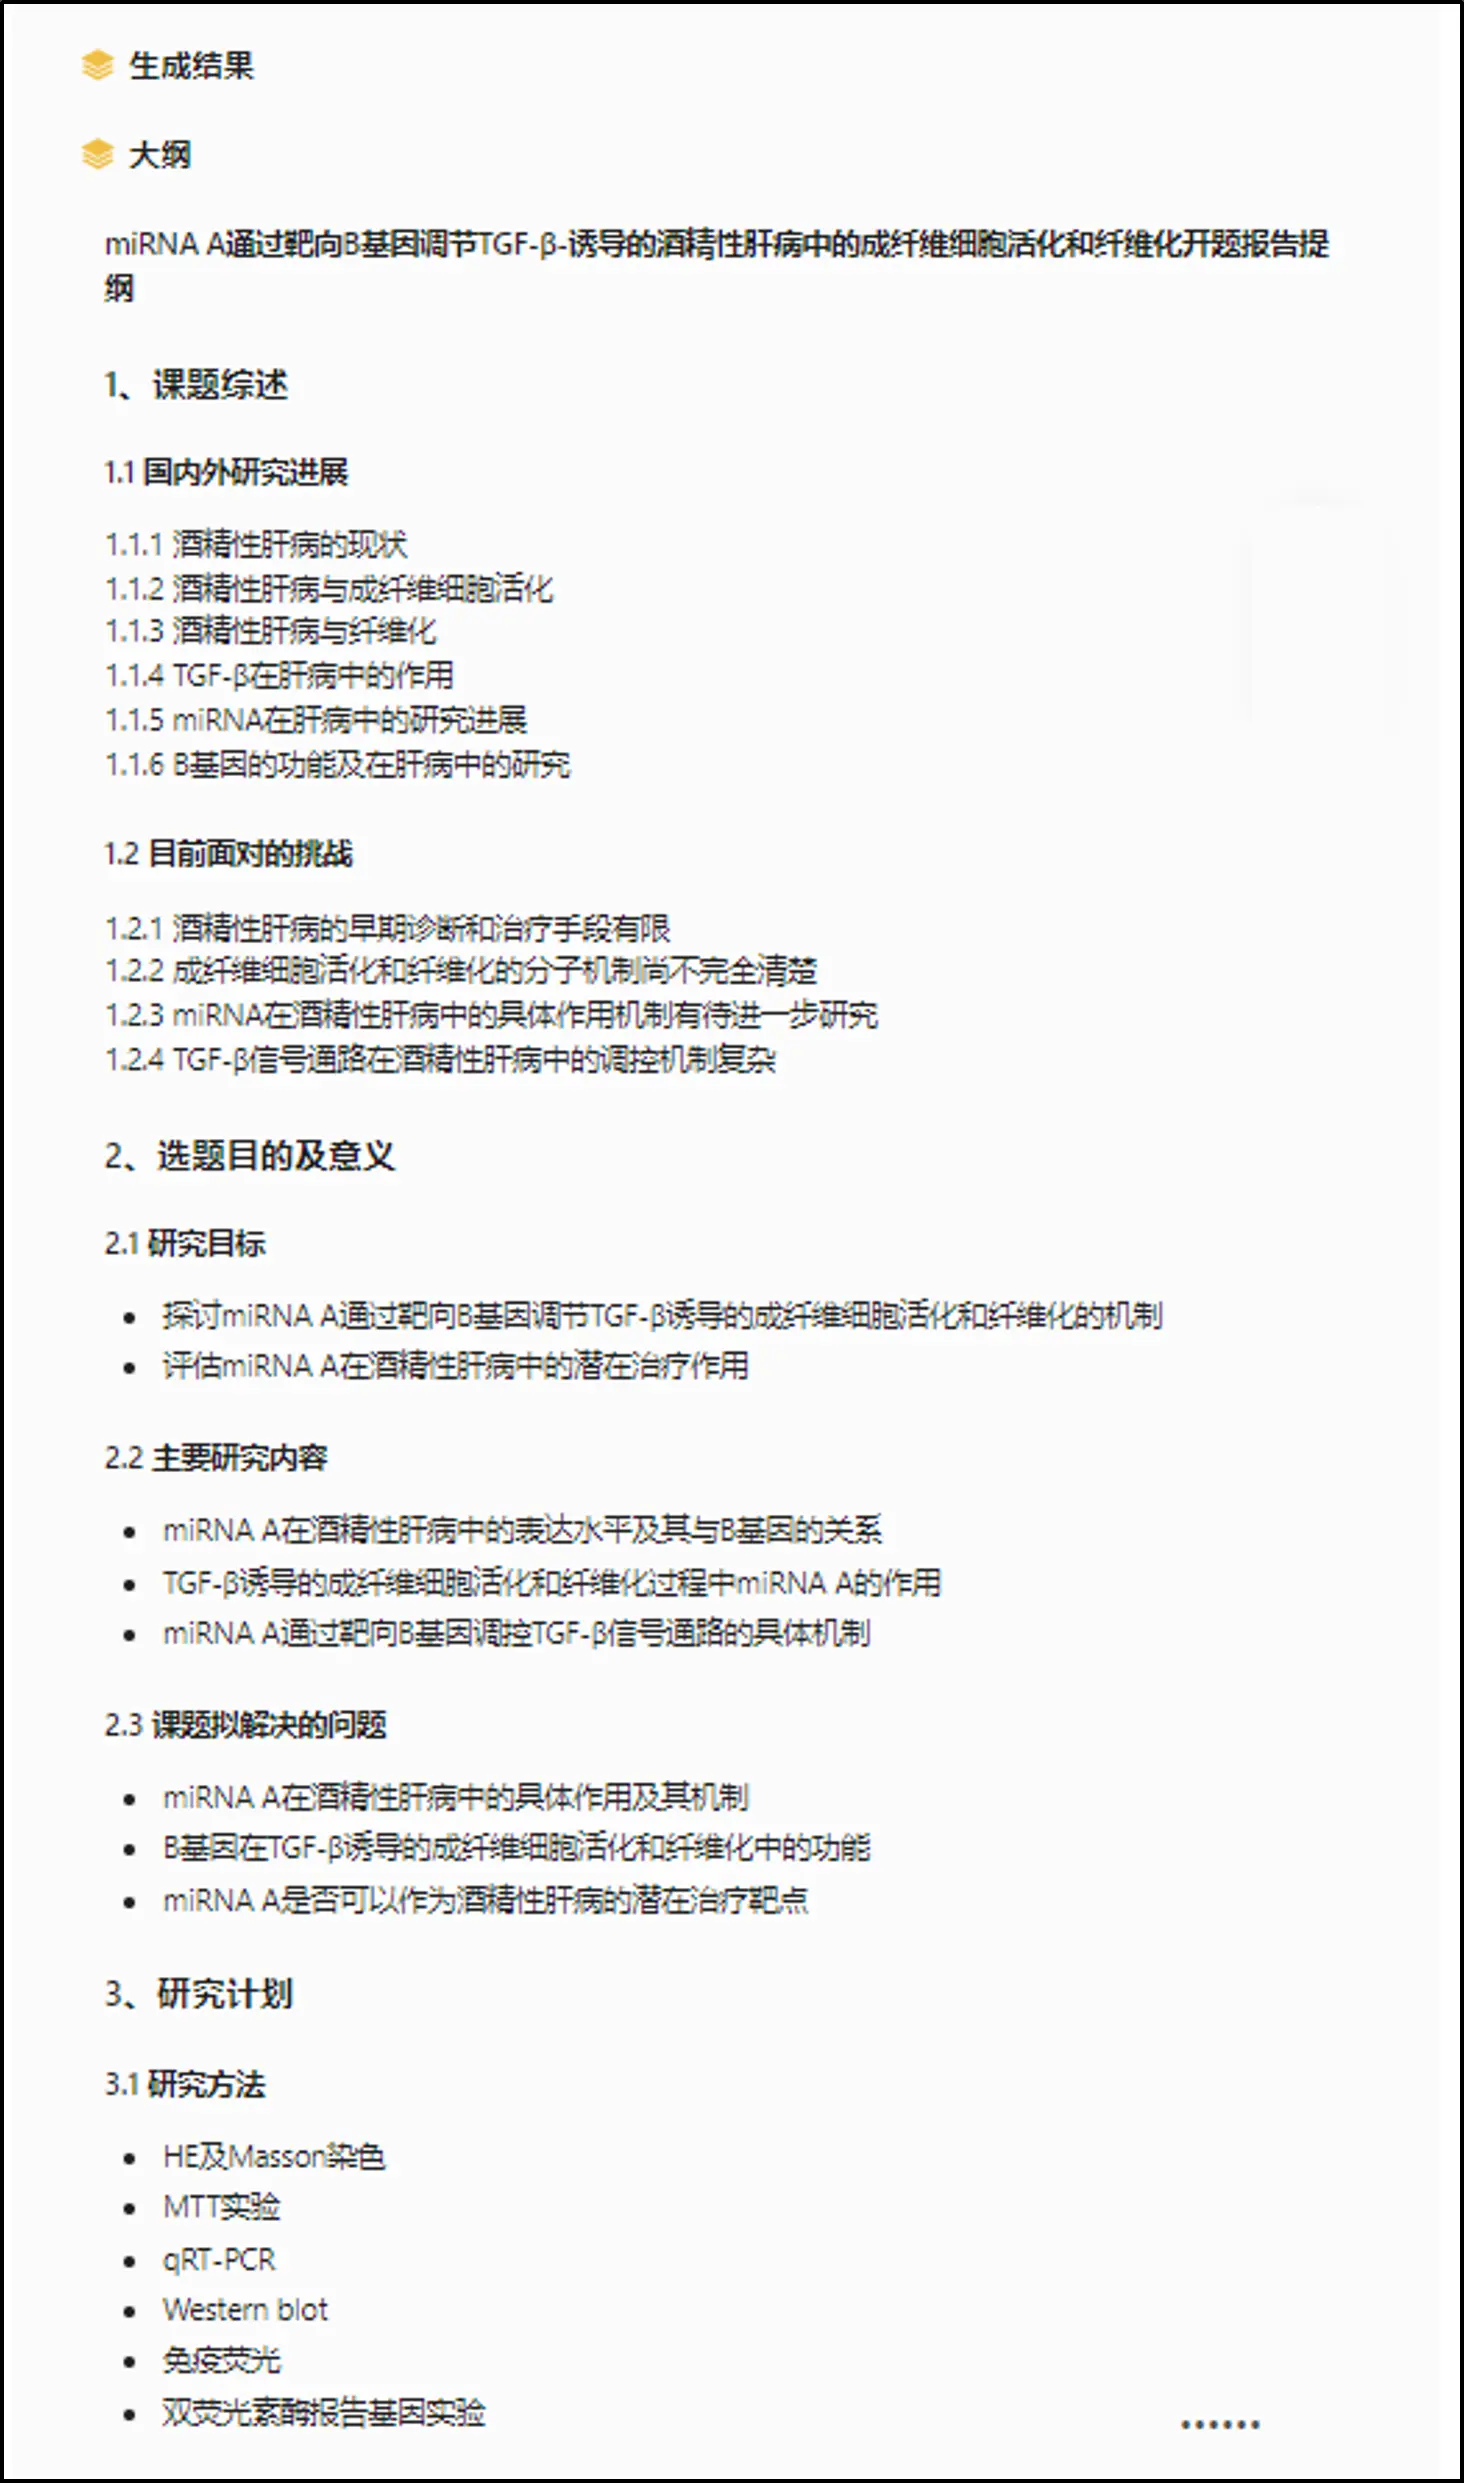 生成结果
大纲
miRNA A通过靶向B基因调节TGF-β-诱导的酒精性肝病中的成纤维细胞活化和纤维化开题报告提
纲
1、课题综述
1.1 国内外研究进展
1.1.1 酒精性肝病的现状
1.1.2 酒精性肝病与成纤维细胞活化
1.1.3 酒精性肝病与纤维化
1.1.4 TGF-β在肝病中的作用
1.1.5 miRNA在肝病中的研究进展
1.1.6 B基因的功能及在肝病中的研究
1.2 目前面对的挑战
1.2.1 酒精性肝病的早期诊断和治疗手段有限
1.2.2 成纤维细胞活化和纤维化的分子机制尚不完全清楚
1.2.3 miRNA在酒精性肝病中的具体作用机制有待进一步研究
1.2.4 TGF-β信号通路在酒精性肝病中的调控机制复杂
2、选题目的及意义
2.1 研究目标
• 探讨miRNA A通过靶向B基因调节TGF-β诱导的成纤维细胞活化和纤维化的机制
• 评估miRNA A在酒精性肝病中的潜在治疗作用
2.2 主要研究内容
• miRNA A在酒精性肝病中的表达水平及其与B基因的关系
• TGF-β诱导的成纤维细胞活化和纤维化过程中miRNA A的作用
• miRNA A通过靶向B基因调控TGF-β信号通路的具体机制
2.3 课题拟解决的问题
• miRNA A在酒精性肝病中的具体作用及其机制
• B基因在TGF-β诱导的成纤维细胞活化和纤维化中的功能
• miRNA A是否可以作为酒精性肝病的潜在治疗靶点
3、研究计划
3.1 研究方法
• HE及Masson染色
• MTT实验
• qRT-PCR
• Western blot
• 免疫荧光
• 双荧光素酶报告基因实验
······